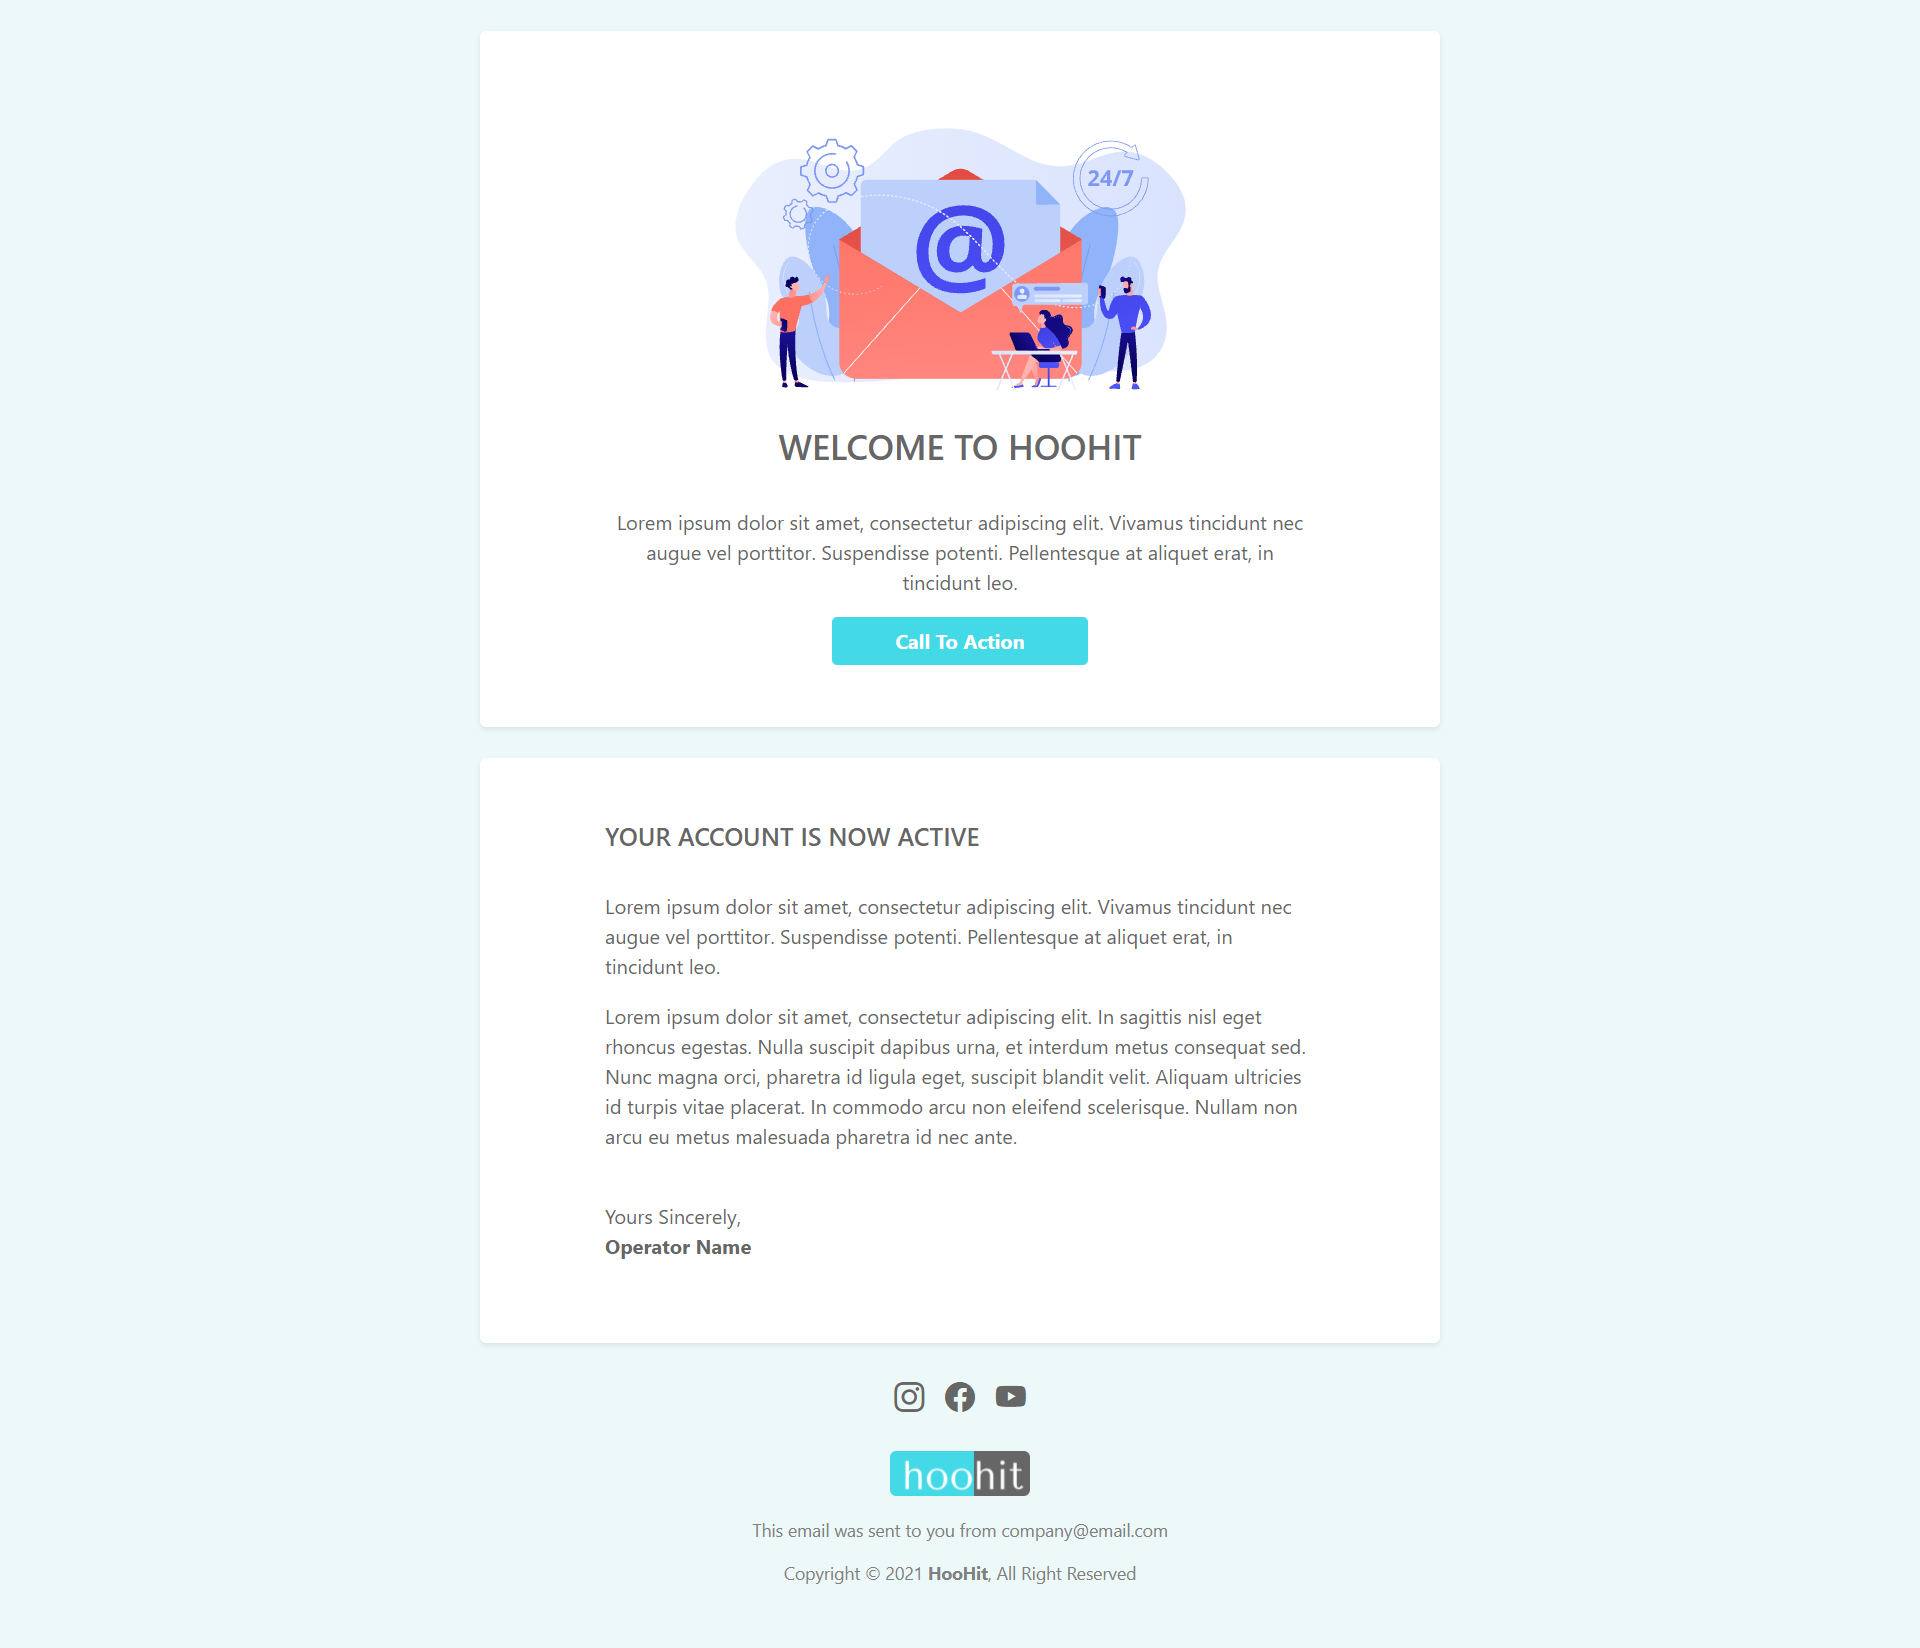 24/7
@
WELCOME TO HOOHIT
Lorem ipsum dolor sit amet, consectetur adipiscing elit. Vivamus tincidunt nec
augue vel porttitor. Suspendisse potenti. Pellentesque at aliquet erat, in
tincidunt leo.
Call To Action
YOUR ACCOUNT IS NOW ACTIVE
Lorem ipsum dolor sit amet, consectetur adipiscing elit. Vivamus tincidunt nec
augue vel porttitor. Suspendisse potenti. Pellentesque at aliquet erat, in
tincidunt leo.
Lorem ipsum dolor sit amet, consectetur adipiscing elit. In sagittis nisl eget
rhoncus egestas. Nulla suscipit dapibus urna, et interdum metus consequat sed.
Nunc magna orci, pharetra id ligula eget, suscipit blandit velit. Aliquam ultricies
id turpis vitae placerat. In commodo arcu non eleifend scelerisque. Nullam non
arcu eu metus malesuada pharetra id nec ante.
Yours Sincerely,
Operator Name
hoohit
This email was sent to you from company@email.com
Copyright © 2021 HooHit, All Right Reserved